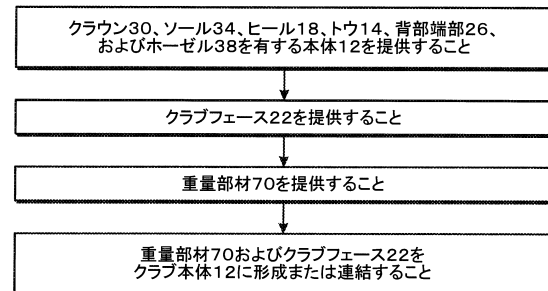 クラウン30、ソール34、ヒール18、トウ14、背部端部26、
およびホーゼル38を有する本体12を提供すること
クラブフェース22を提供すること
重量部材70を提供すること
重量部材70およびクラブフェース22を
クラブ本体12に形成または連結すること